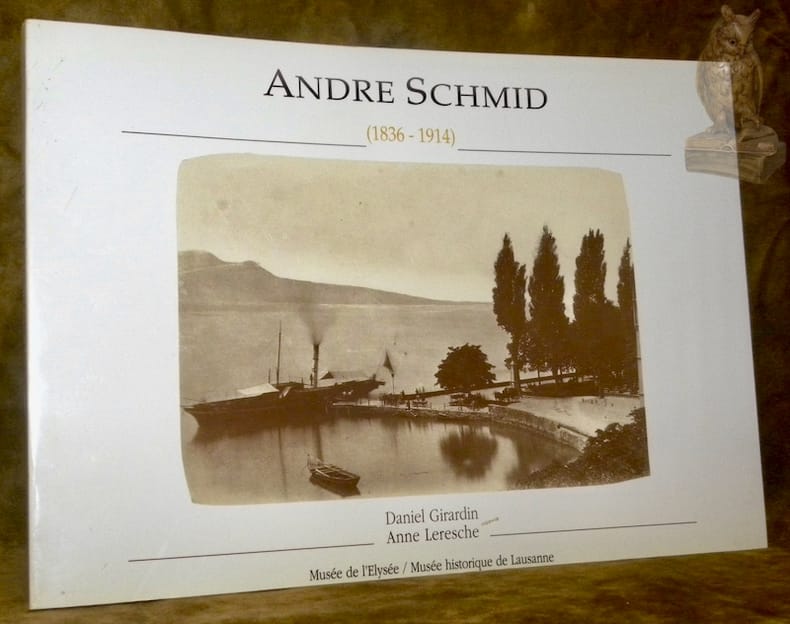 ANDRE SCHMID
(1836 - 1914)
Daniel Girardin
Anne Leresche
Musée de l'Elysée / Musée historique de Lausanne